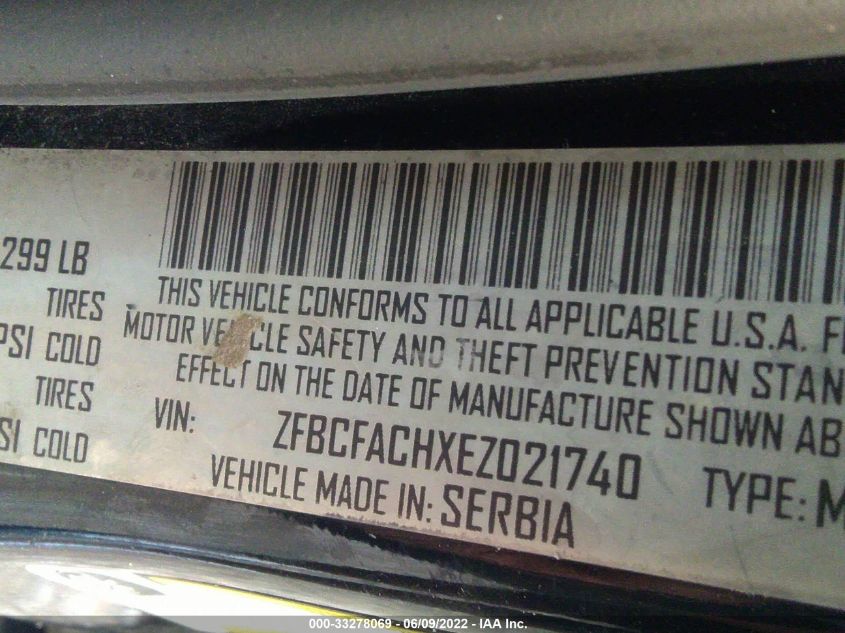 299 LB
TIRES
PSI COLD
TIRES
SI COLD
THIS VEHICLE CONFORMS TO ALL APPLICABLE U.S.A. F
MOTOR VE CLE SAFETY AND THEFT PREVENTION STAN
EFFECT ON THE DATE OF MANUFACTURE SHOWN AB
VIN: ZFBCFACHXEZ021740 TYPE: M
VEHICLE MADE IN: SERBIA
000-33278069 - 06/09/2022 - IAA Inc.